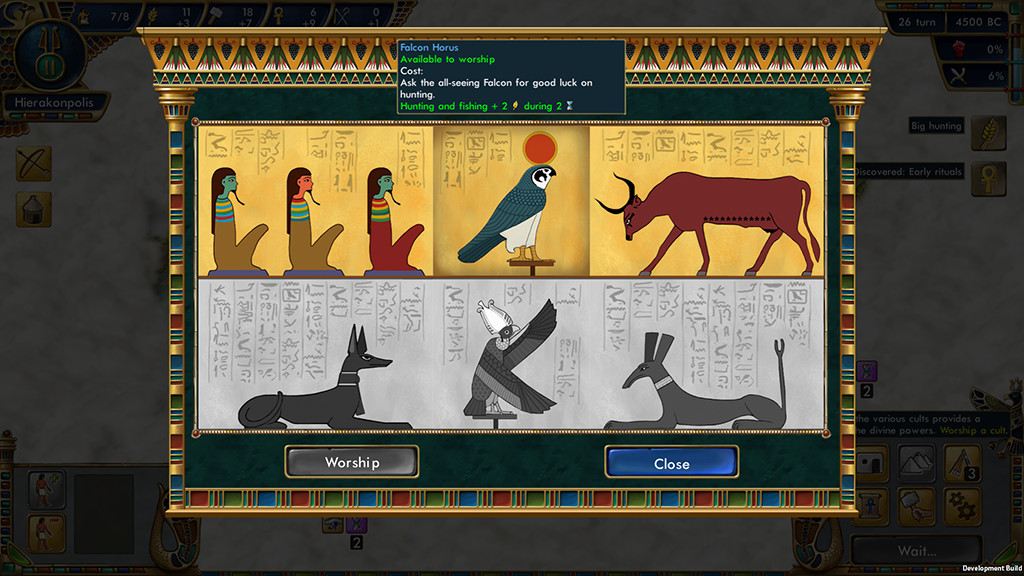 7/8
11
+3
18
+7
6
+9
0
+1
26 turn
4500 BC
0%
6%
Hierakonpolis
Falcon Horus
Available to worship
Cost:
Ask the all-seeing Falcon for good luck on
hunting.
Hunting and fishing + 2 during 2
Big hunting
Discovered: Early rituals
2
the various cults provides a
divine powers. Worship a cult.
Worship
Close
3
2
Wait...
Development Build